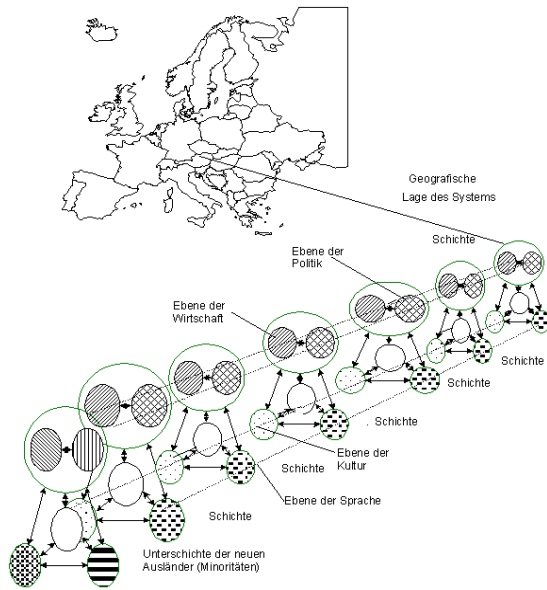 Geografische
Lage des Systems
Schichte
Ebene der
Politik
Ebene der
Wirtschaft
Schichte
Schichte
Schichte
Ebene der
Kultur
Schichte
Ebene der Sprache
Schichte
Unterschichte der neuen
Ausländer (Minoritäten)